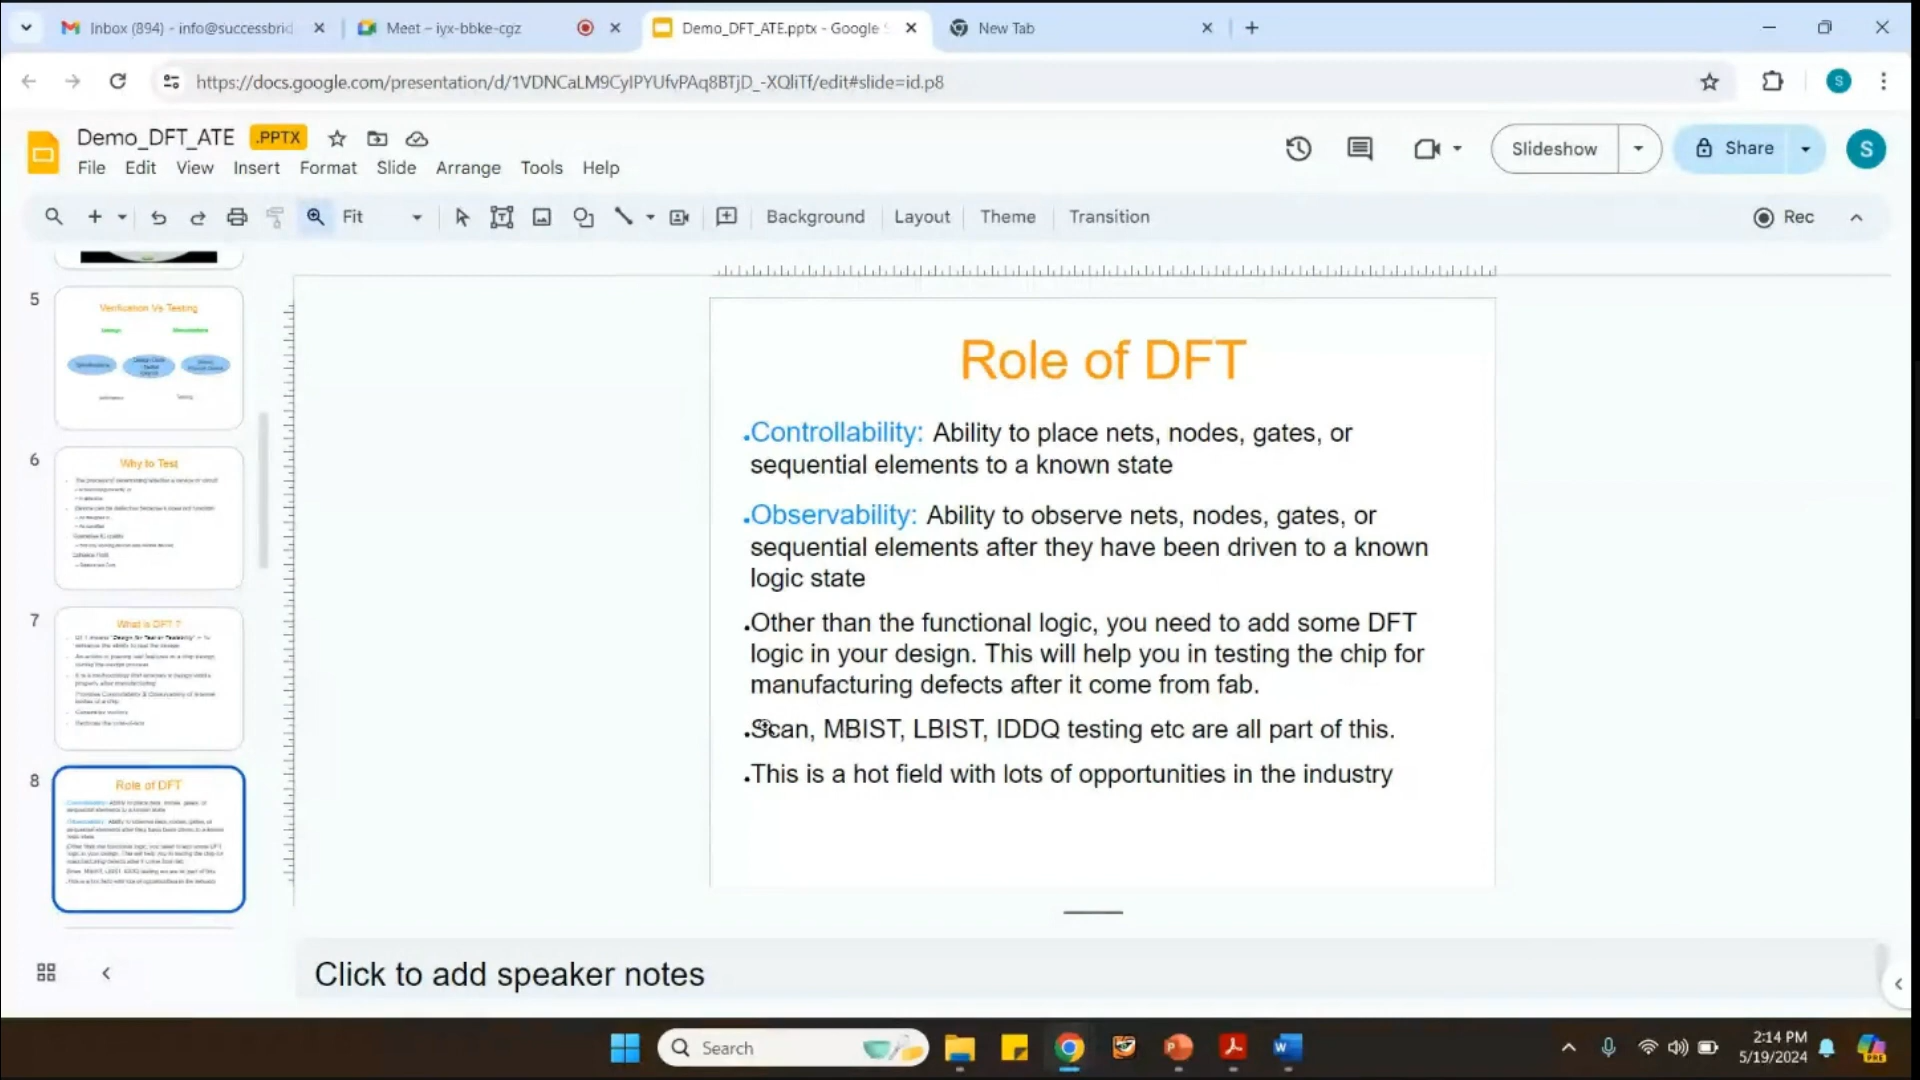 Inbox (894) - info@successbrid
Meet – iyx-bbke-cgz
Demo_DFT_ATE.pptx - Google S
New Tab
https://docs.google.com/presentation/d/1VDNCaLM9CyIPYUfvPAq8BTjD_-XQliTf/edit#slide=id.p8
S
Demo_DFT_ATE .PPTX
File Edit View Insert Format Slide Arrange Tools Help
Slideshow
Share
S
Fit
Background Layout Theme Transition
Rec
5
Verification Vs Testing
6
Why to Test
7
What is DFT ?
8
Role of DFT
Role of DFT
.Controllability: Ability to place nets, nodes, gates, or
sequential elements to a known state
.Observability: Ability to observe nets, nodes, gates, or
sequential elements after they have been driven to a known
logic state
.Other than the functional logic, you need to add some DFT
logic in your design. This will help you in testing the chip for
manufacturing defects after it come from fab.
.Scan, MBIST, LBIST, IDDQ testing etc are all part of this.
.This is a hot field with lots of opportunities in the industry
Click to add speaker notes
Search
2:14 PM
5/19/2024